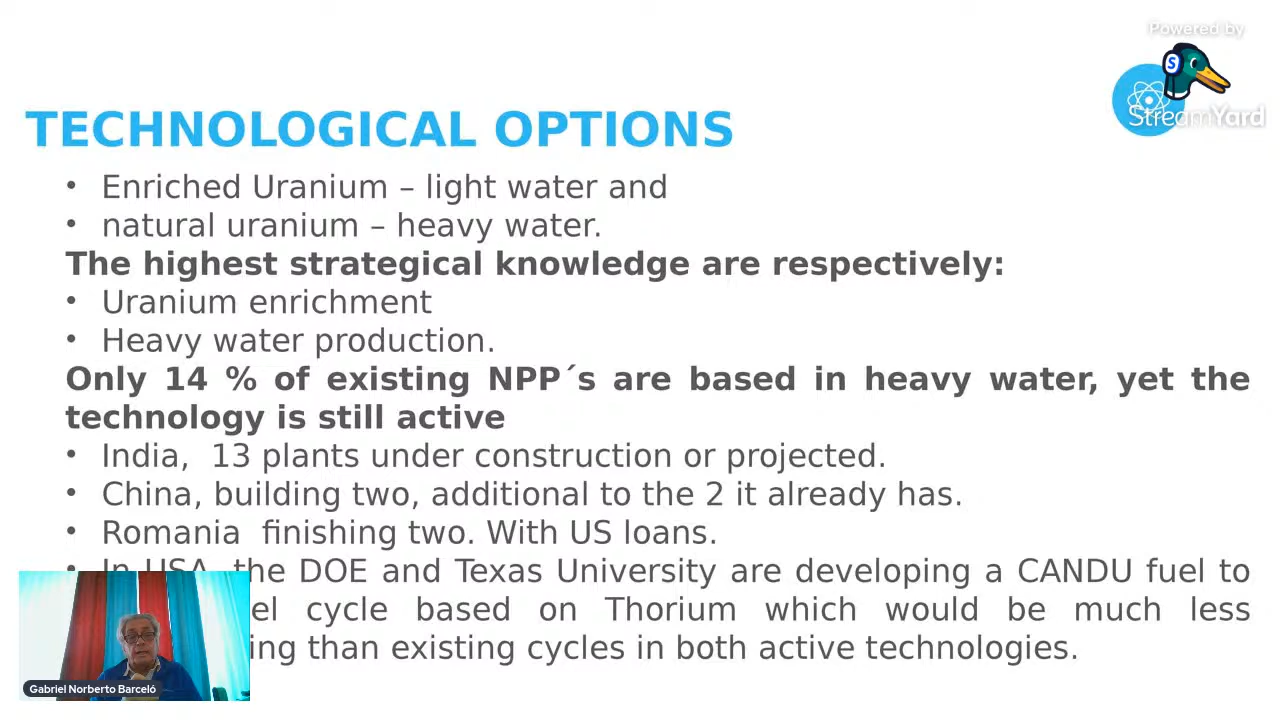 Powered by
StreamYard
TECHNOLOGICAL OPTIONS
• Enriched Uranium – light water and
• natural uranium – heavy water.
The highest strategical knowledge are respectively:
• Uranium enrichment
• Heavy water production.
Only 14 % of existing NPP´s are based in heavy water, yet the
technology is still active
• India, 13 plants under construction or projected.
• China, building two, additional to the 2 it already has.
• Romania finishing two. With US loans.
• In USA, the DOE and Texas University are developing a CANDU fuel to
cycle based on Thorium which would be much less
than existing cycles in both active technologies.
Gabriel Norberto Barceló